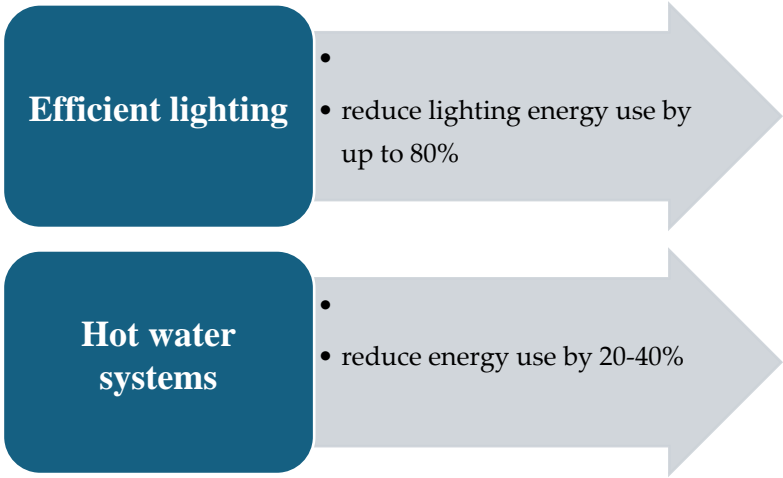 Efficient lighting
•
• reduce lighting energy use by
up to 80%
Hot water
systems
•
• reduce energy use by 20-40%